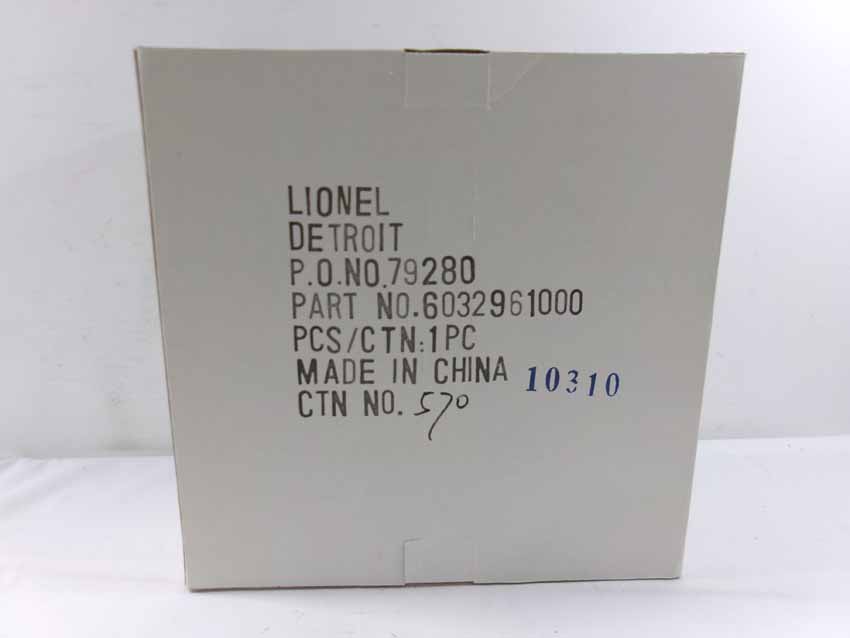 LIONEL
DETROIT
P.O.NO.79280
PART NO.6032961000
PCS/CTN:1PC
MADE IN CHINA 10310
CTN NO. 570